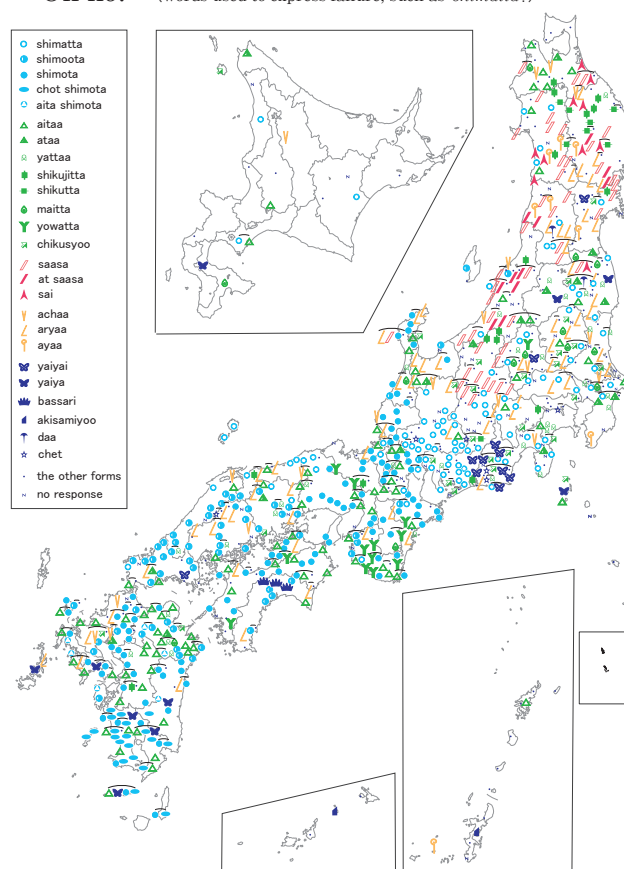 (words used to express failure, such as shimatta!)
shimatta
shimoota
shimota
chot shimota
aita shimota
aitaa
ataa
yattaa
shikujitta
shikutta
maitta
yowatta
chikusyoo
saasa
at saasa
sai
achaa
aryaa
ayaa
yaiyai
yaiya
bassari
akisamiyoo
daa
chet
the other forms
no response